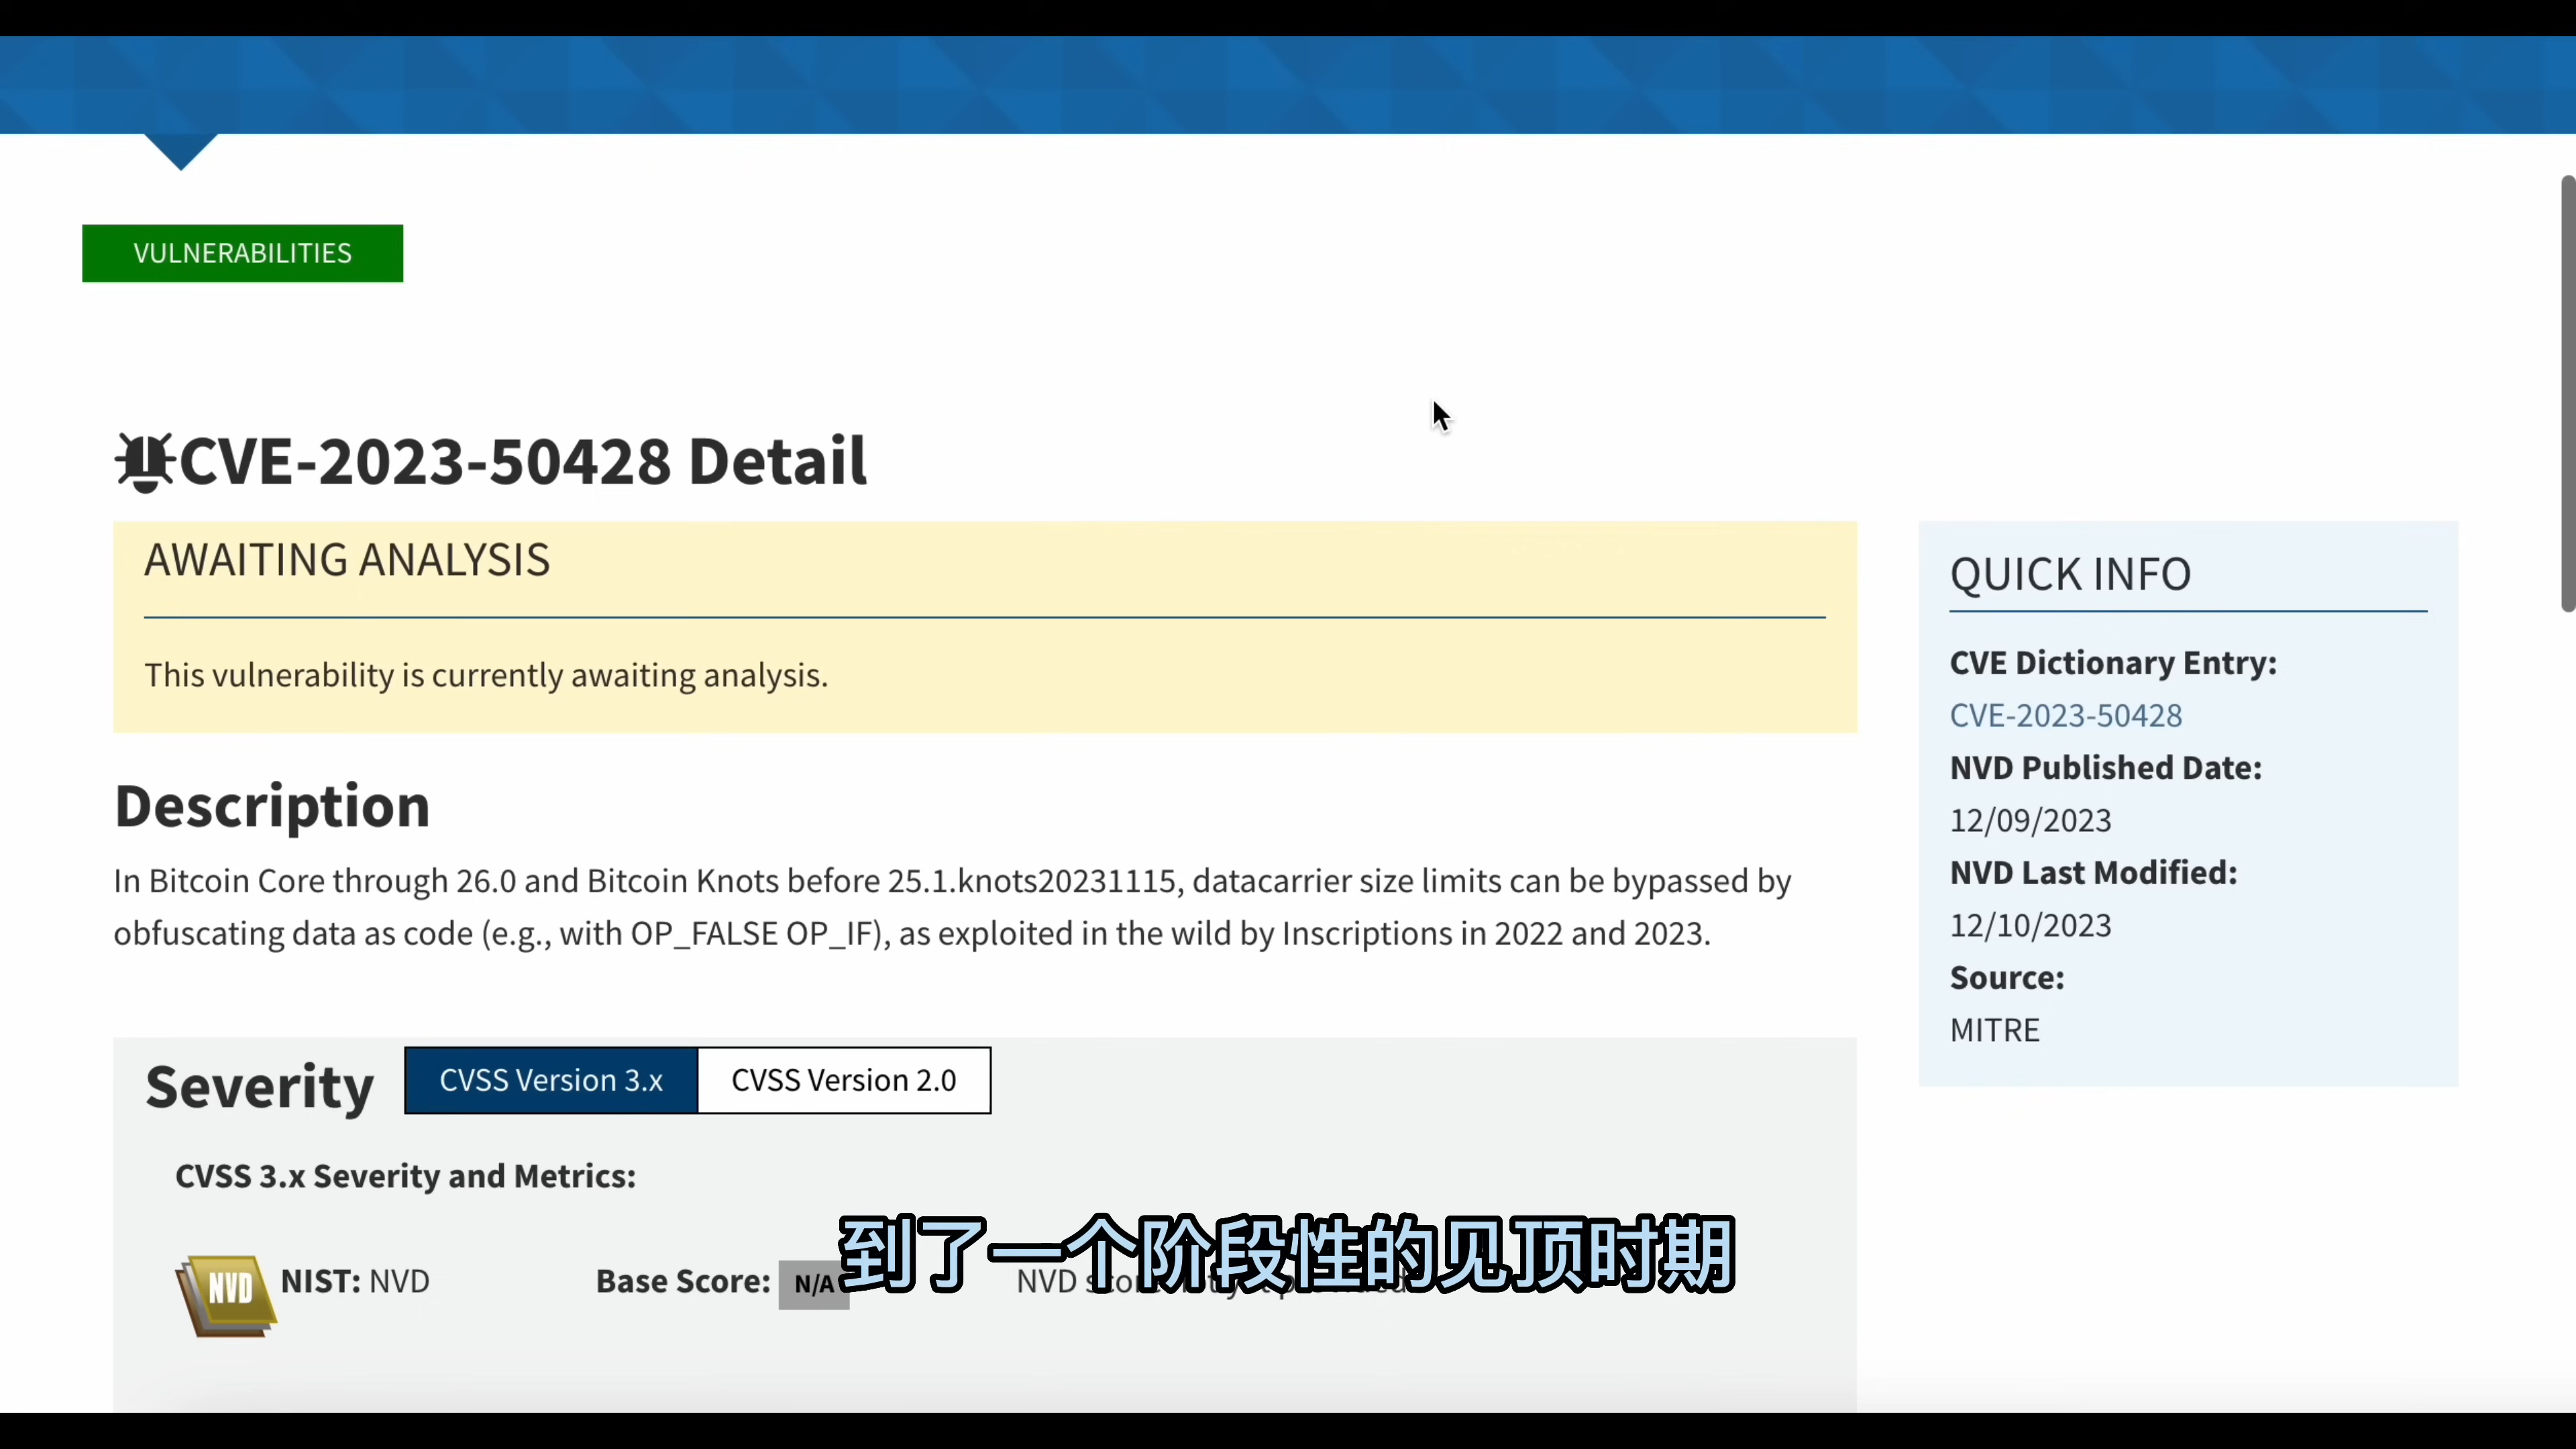 VULNERABILITIES
CVE-2023-50428 Detail
AWAITING ANALYSIS
This vulnerability is currently awaiting analysis.
Description
In Bitcoin Core through 26.0 and Bitcoin Knots before 25.1.knots20231115, datacarrier size limits can be bypassed by
obfuscating data as code (e.g., with OP_FALSE OP_IF), as exploited in the wild by Inscriptions in 2022 and 2023.
QUICK INFO
CVE Dictionary Entry:
CVE-2023-50428
NVD Published Date:
12/09/2023
NVD Last Modified:
12/10/2023
Source:
MITRE
Severity CVSS Version 3.x CVSS Version 2.0
CVSS 3.x Severity and Metrics:
NVD NIST: NVD Base Score: N/A NVD
到了一个阶段性的见顶时期